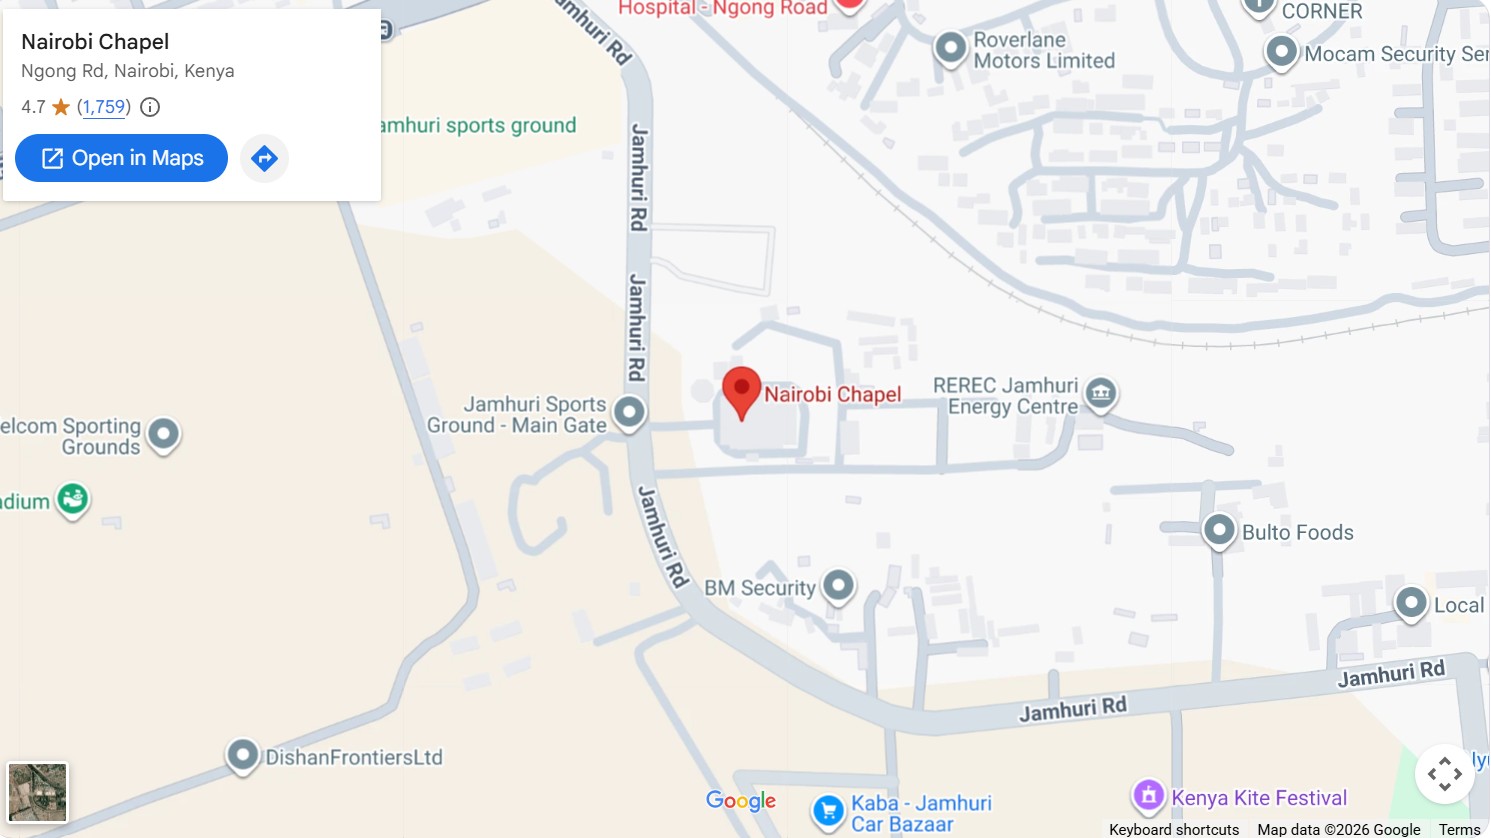 Nairobi Chapel
Ngong Rd, Nairobi, Kenya
4.7 ★ (1,759)
Open in Maps
Hospital - Ngong Road
CORNER
Roverlane
Motors Limited
Mocam Security Ser
Jamhuri Rd
amhuri sports ground
Jamhuri Rd
Jamhuri Rd
Nairobi Chapel
REREC Jamhuri
Energy Centre
Jamhuri Sports
Ground - Main Gate
elcom Sporting
Grounds
adium
Jamhuri Rd
Bulto Foods
BM Security
Local
Jamhuri Rd
Jamhuri Rd
DishanFrontiersLtd
Kenya Kite Festival
Google
Kaba - Jamhuri
Car Bazaar
Keyboard shortcuts
Map data ©2026 Google
Terms